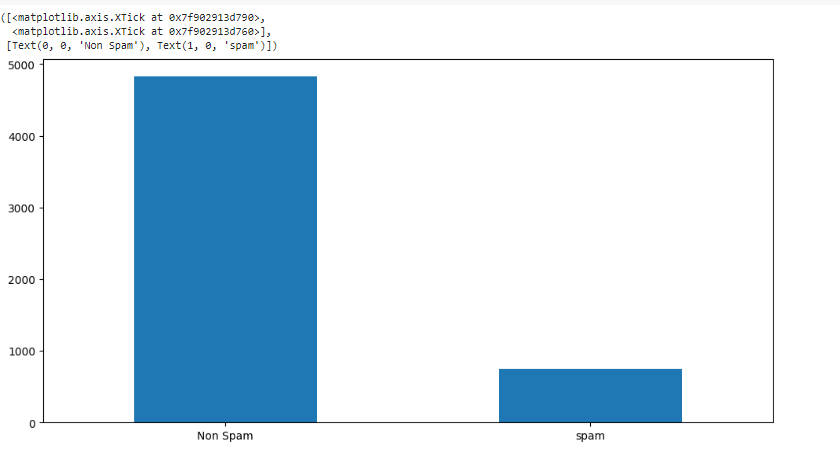 ([<matplotlib.axis.XTick at 0x7f902913d790>,
<matplotlib.axis.XTick at 0x7f902913d760>],
[Text(0, 0, 'Non Spam'), Text(1, 0, 'spam')])
5000
4000
3000
2000
1000
0
Non Spam spam